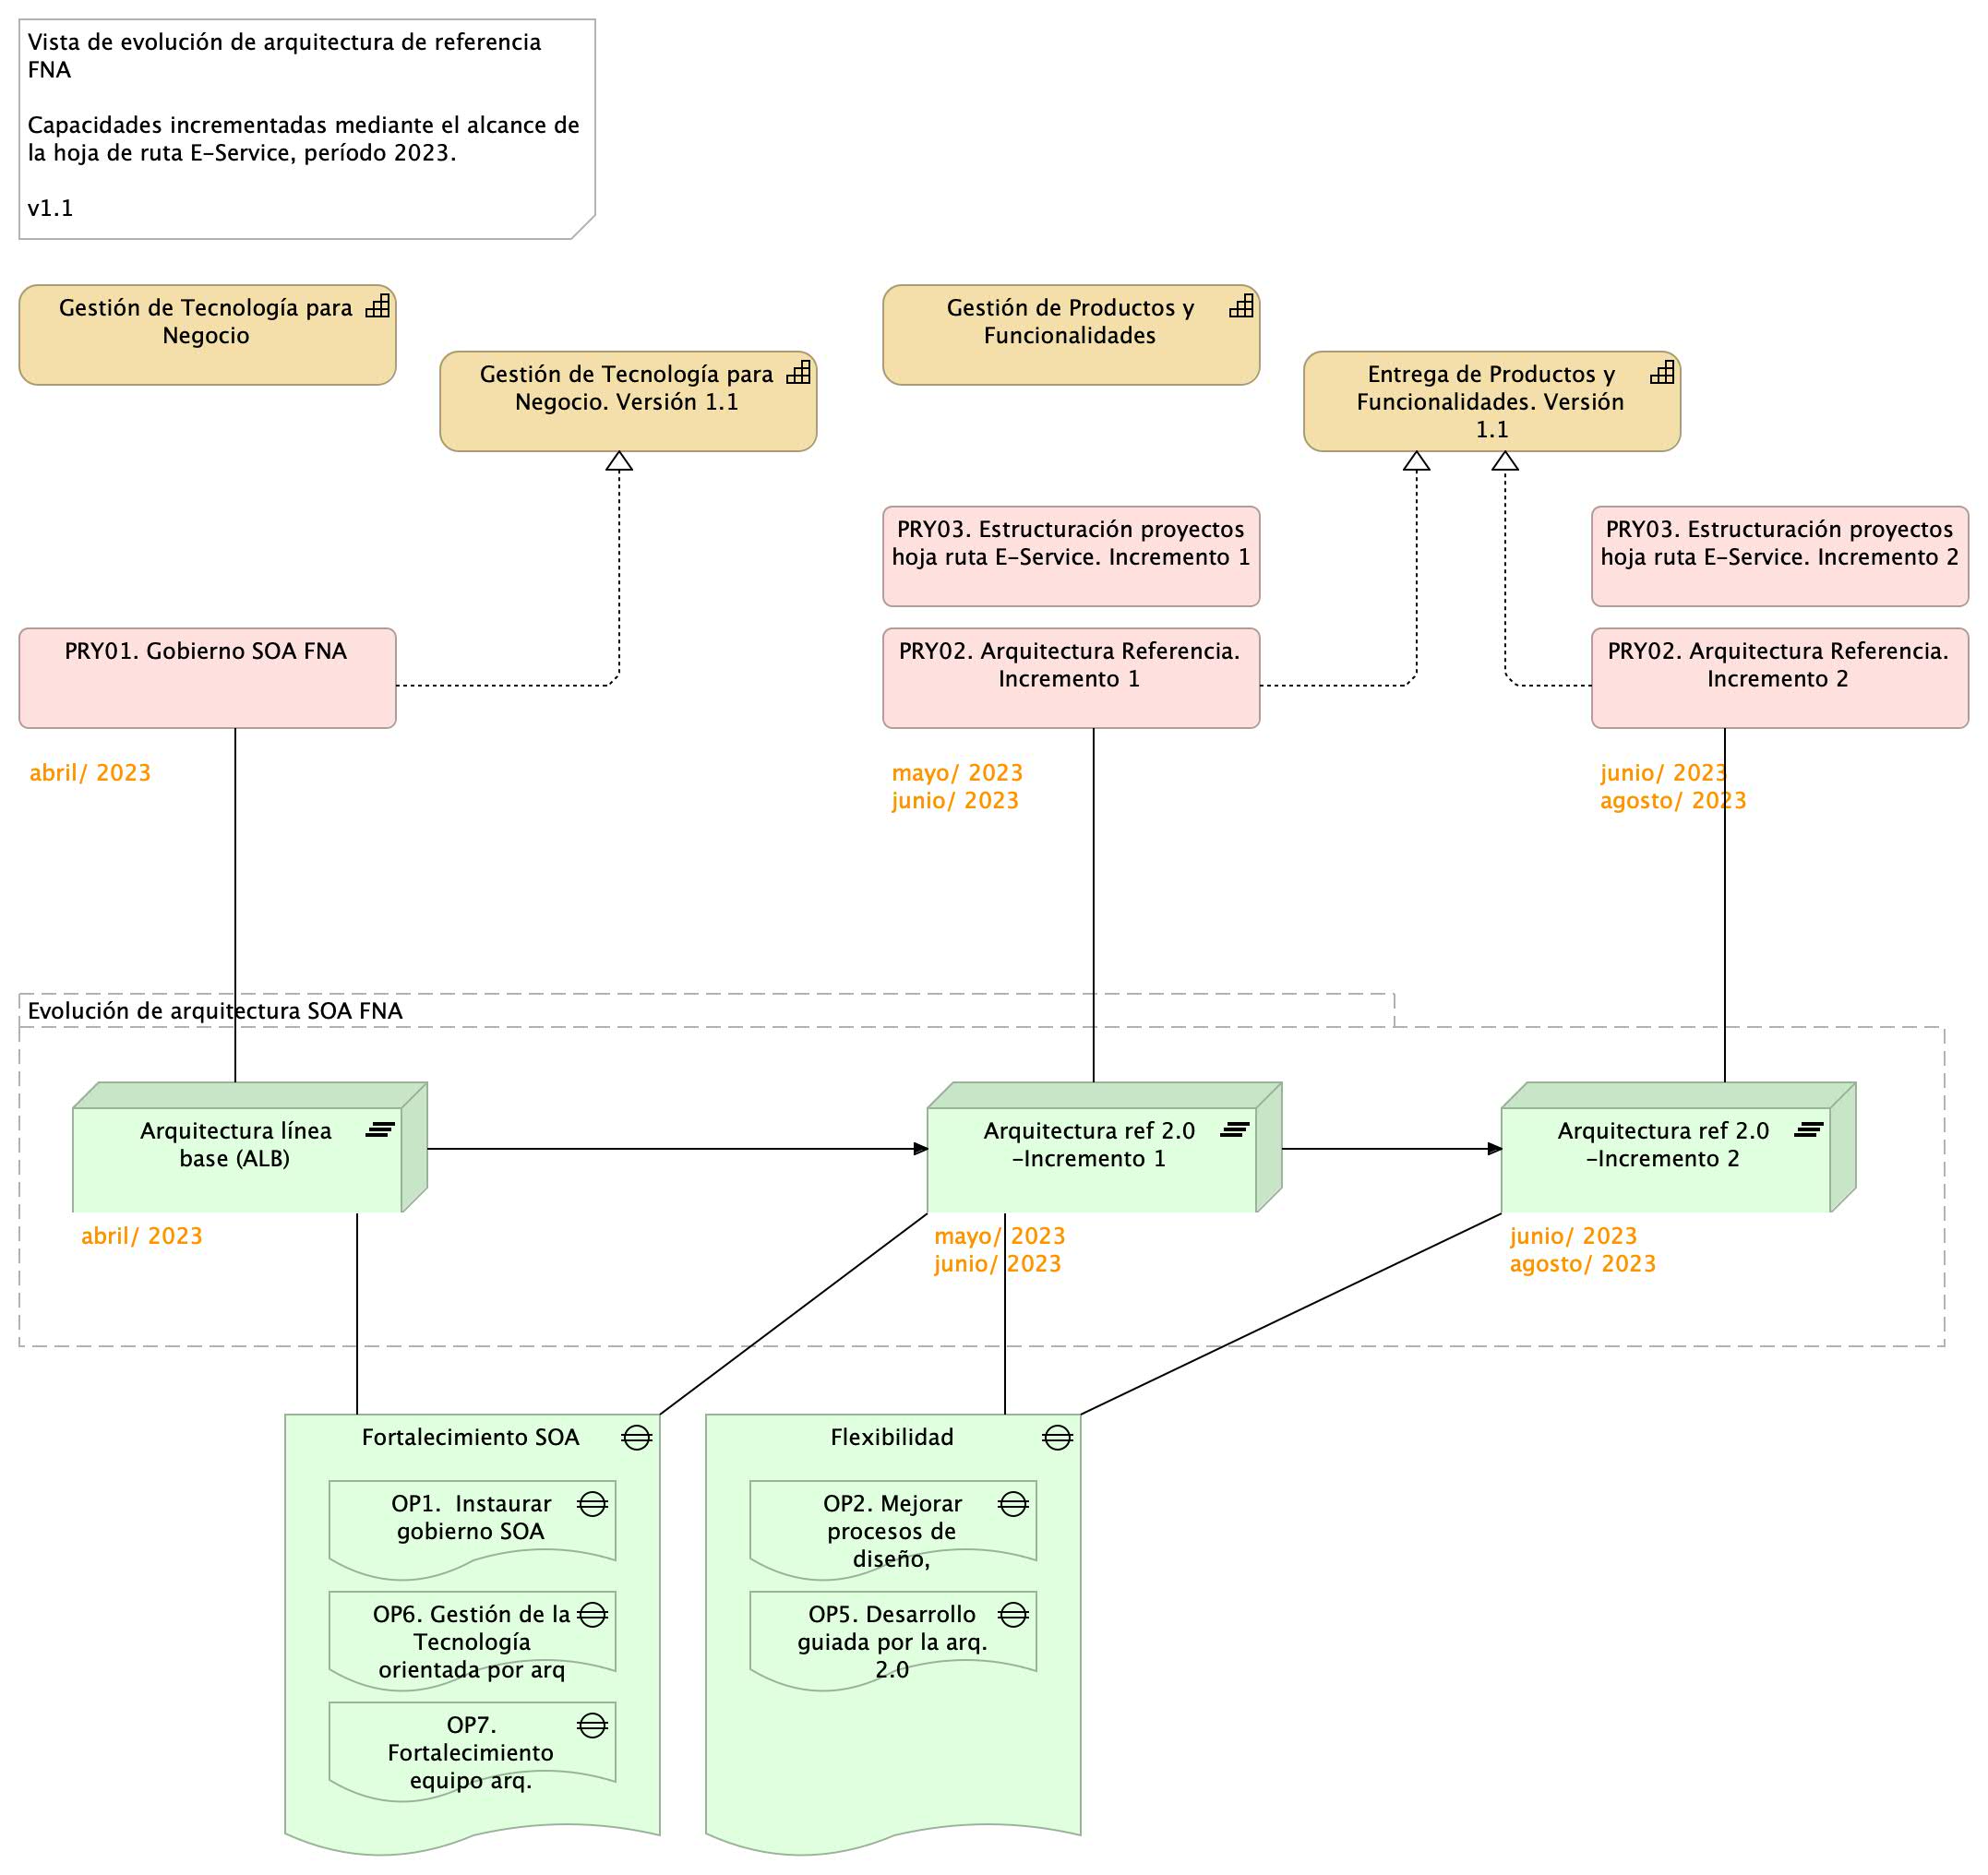 Vista de evolución de arquitectura de referencia
FNA
Capacidades incrementadas mediante el alcance de
la hoja de ruta E-Service, período 2023.
v1.1
Gestión de Tecnología para
Negocio
Gestión de Tecnología para
Negocio. Versión 1.1
Gestión de Productos y
Funcionalidades
Entrega de Productos y
Funcionalidades. Versión
1.1
PRY03. Estructuración proyectos
hoja ruta E-Service. Incremento 1
PRY03. Estructuración proyectos
hoja ruta E-Service. Incremento 2
PRY01. Gobierno SOA FNA
PRY02. Arquitectura Referencia.
Incremento 1
PRY02. Arquitectura Referencia.
Incremento 2
abril/ 2023
mayo/ 2023
junio/ 2023
junio/ 2023
agosto/ 2023
Evolución de arquitectura SOA FNA
Arquitectura línea
base (ALB)
Arquitectura ref 2.0
-Incremento 1
Arquitectura ref 2.0
-Incremento 2
abril/ 2023
mayo/ 2023
junio/ 2023
junio/ 2023
agosto/ 2023
Fortalecimiento SOA
OP1.  Instaurar
gobierno SOA
OP6. Gestión de la
Tecnología
orientada por arq
OP7.
Fortalecimiento
equipo arq.
Flexibilidad
OP2. Mejorar
procesos de
diseño,
OP5. Desarrollo
guiada por la arq.
2.0